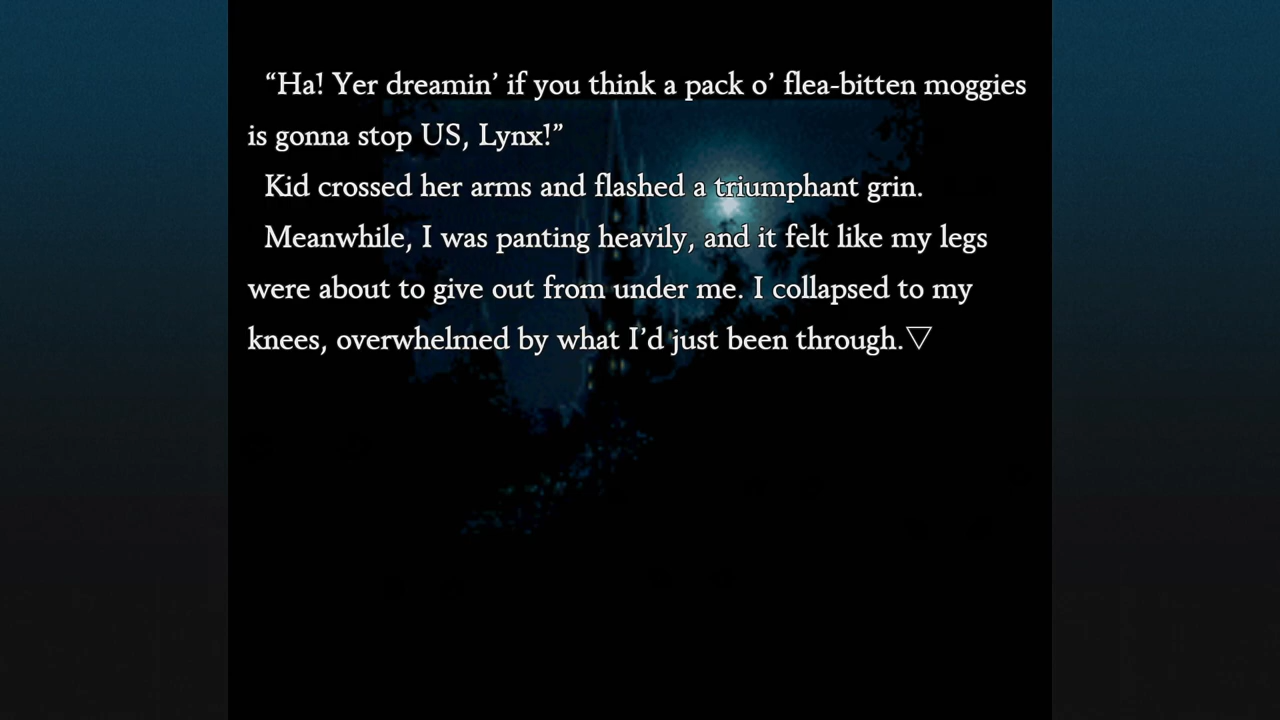 “Ha! Yer dreamin’ if you think a pack o’ flea-bitten moggies
is gonna stop US, Lynx!”
Kid crossed her arms and flashed a triumphant grin.
Meanwhile, I was panting heavily, and it felt like my legs
were about to give out from under me. I collapsed to my
knees, overwhelmed by what I’d just been through.▽